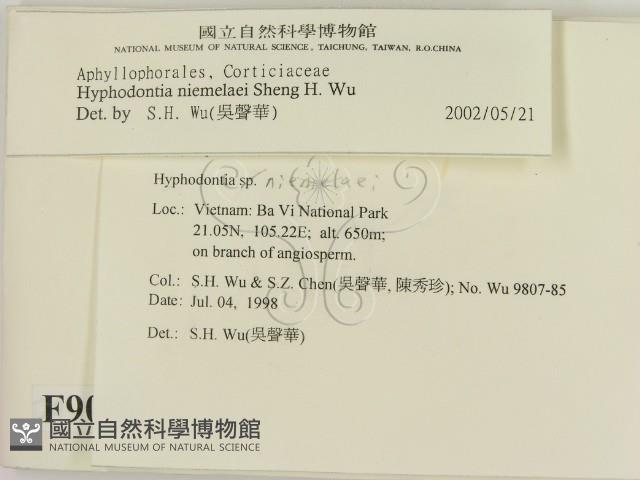 國立自然科學博物館
NATIONAL MUSEUM OF NATURAL SCIENCE, TAICHUNG, TAIWAN, R.O.CHINA
Aphyllophorales, Corticiaceae
Hyphodontia niemelaei Sheng H. Wu
Det. by S.H. Wu(吳聲華) 2002/05/21
Hyphodontia sp. niemelaei
Loc.: Vietnam: Ba Vi National Park
21.05N, 105.22E; alt. 650m;
on branch of angiosperm.
Col.: S.H. Wu & S.Z. Chen(吳聲華, 陳秀珍); No. Wu 9807-85
Date: Jul. 04, 1998
Det.: S.H. Wu(吳聲華)
F90
國立自然科學博物館
NATIONAL MUSEUM OF NATURAL SCIENCE